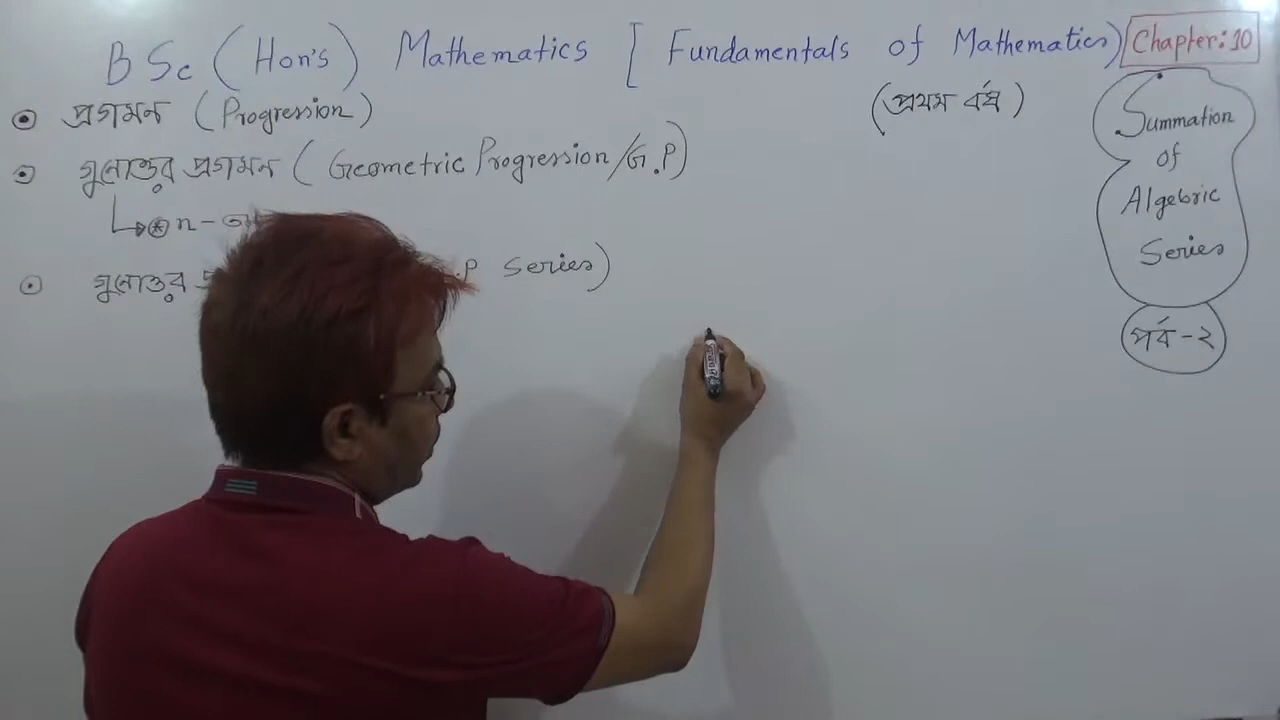 BSc (Hon's) Mathematics [Fundamentals of Mathematics)
Chapter: 10
(প্রথম বর্ষ)
• প্রগমন (Progression)
• গুনোত্তর প্রগমন (Geometric Progression/G.P)
n-
• গুনোত্তর .P Series)
Summation
of
Algebric
Series
পর্ব -২